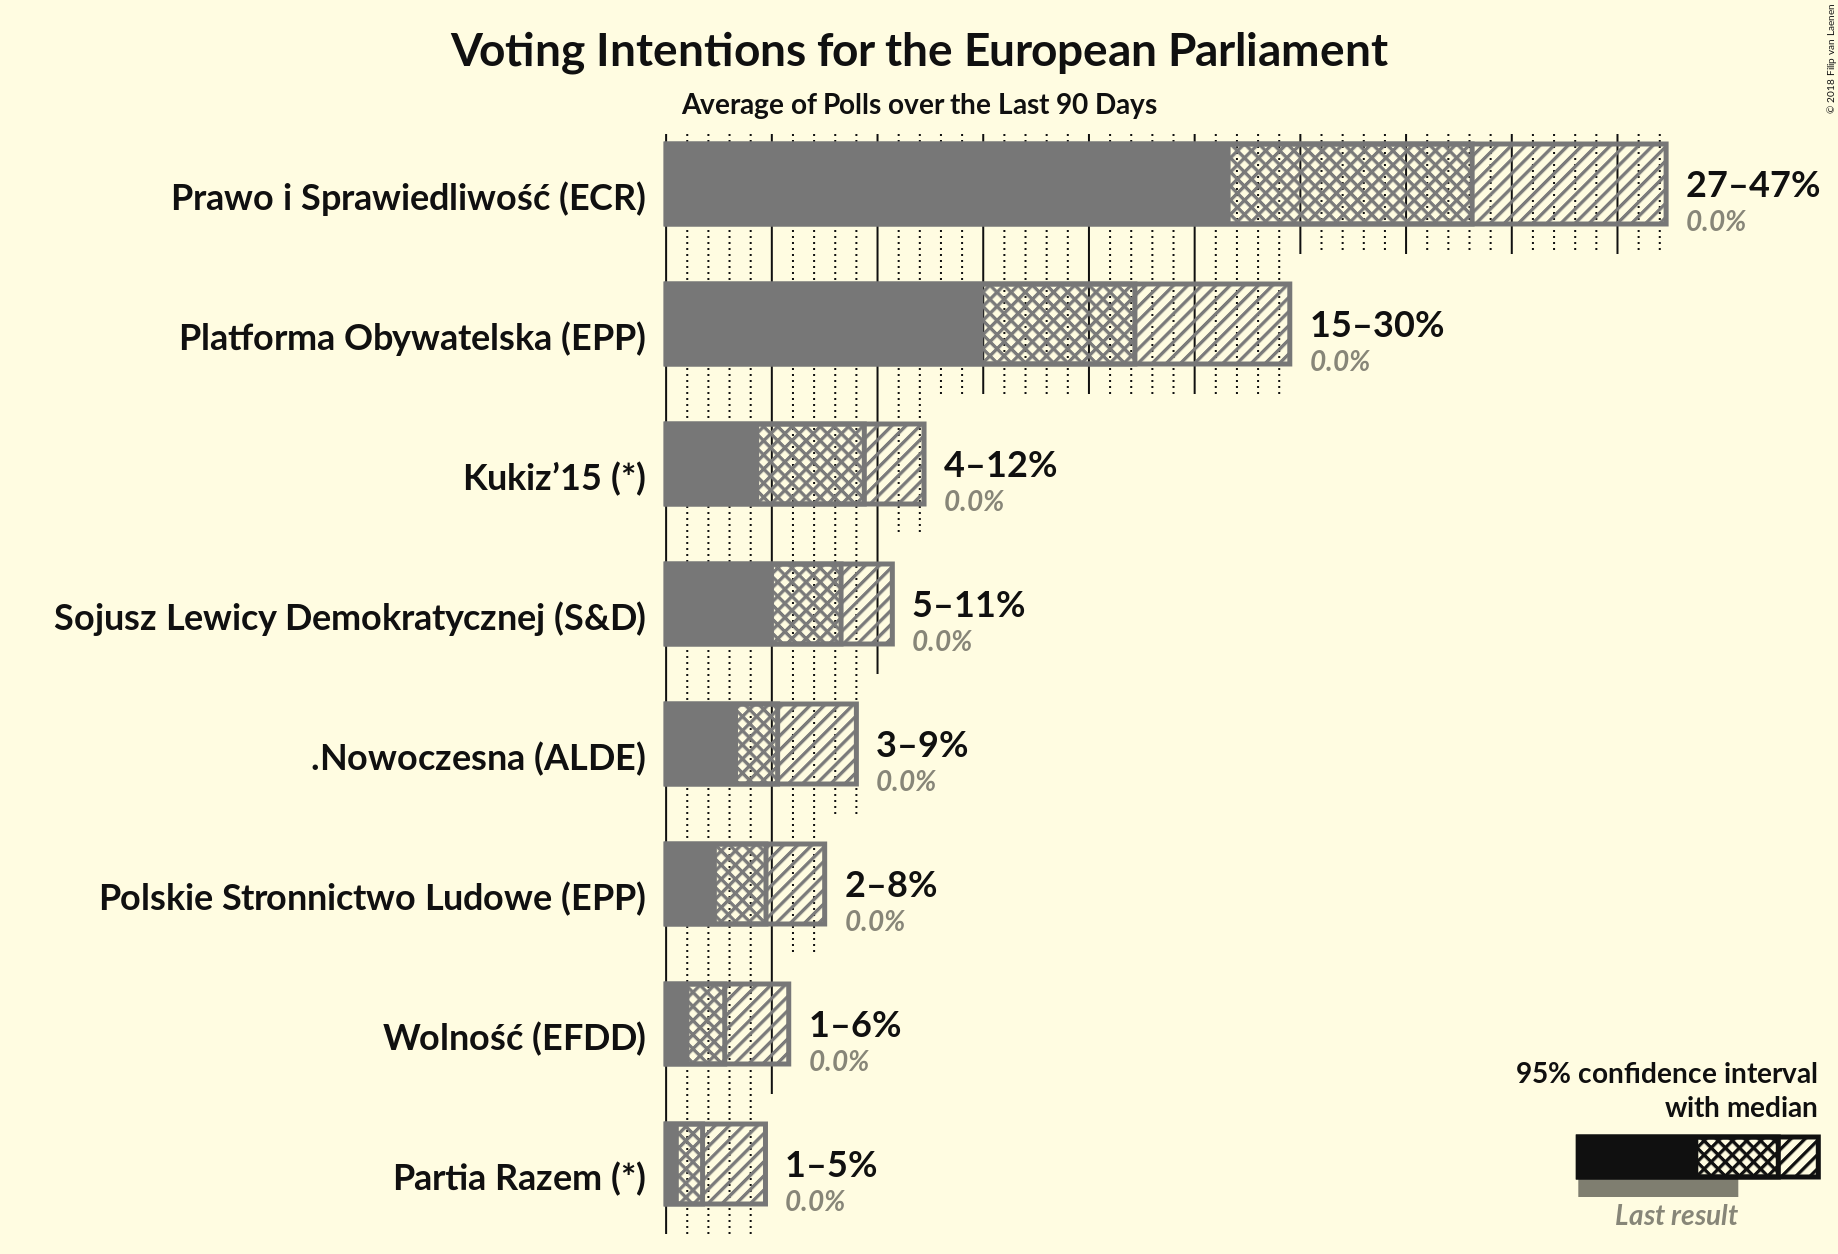 Voting Intentions for the European Parliament
Average of Polls over the Last 90 Days
© 2018 Filip van Laenen
Prawo i Sprawiedliwość (ECR)
27–47%
0.0%
Platforma Obywatelska (EPP)
15–30%
0.0%
Kukiz’15 (*)
4–12%
0.0%
Sojusz Lewicy Demokratycznej (S&D)
5–11%
0.0%
.Nowoczesna (ALDE)
3–9%
0.0%
Polskie Stronnictwo Ludowe (EPP)
2–8%
0.0%
Wolność (EFDD)
1–6%
0.0%
Partia Razem (*)
1–5%
0.0%
95% confidence interval
with median
Last result